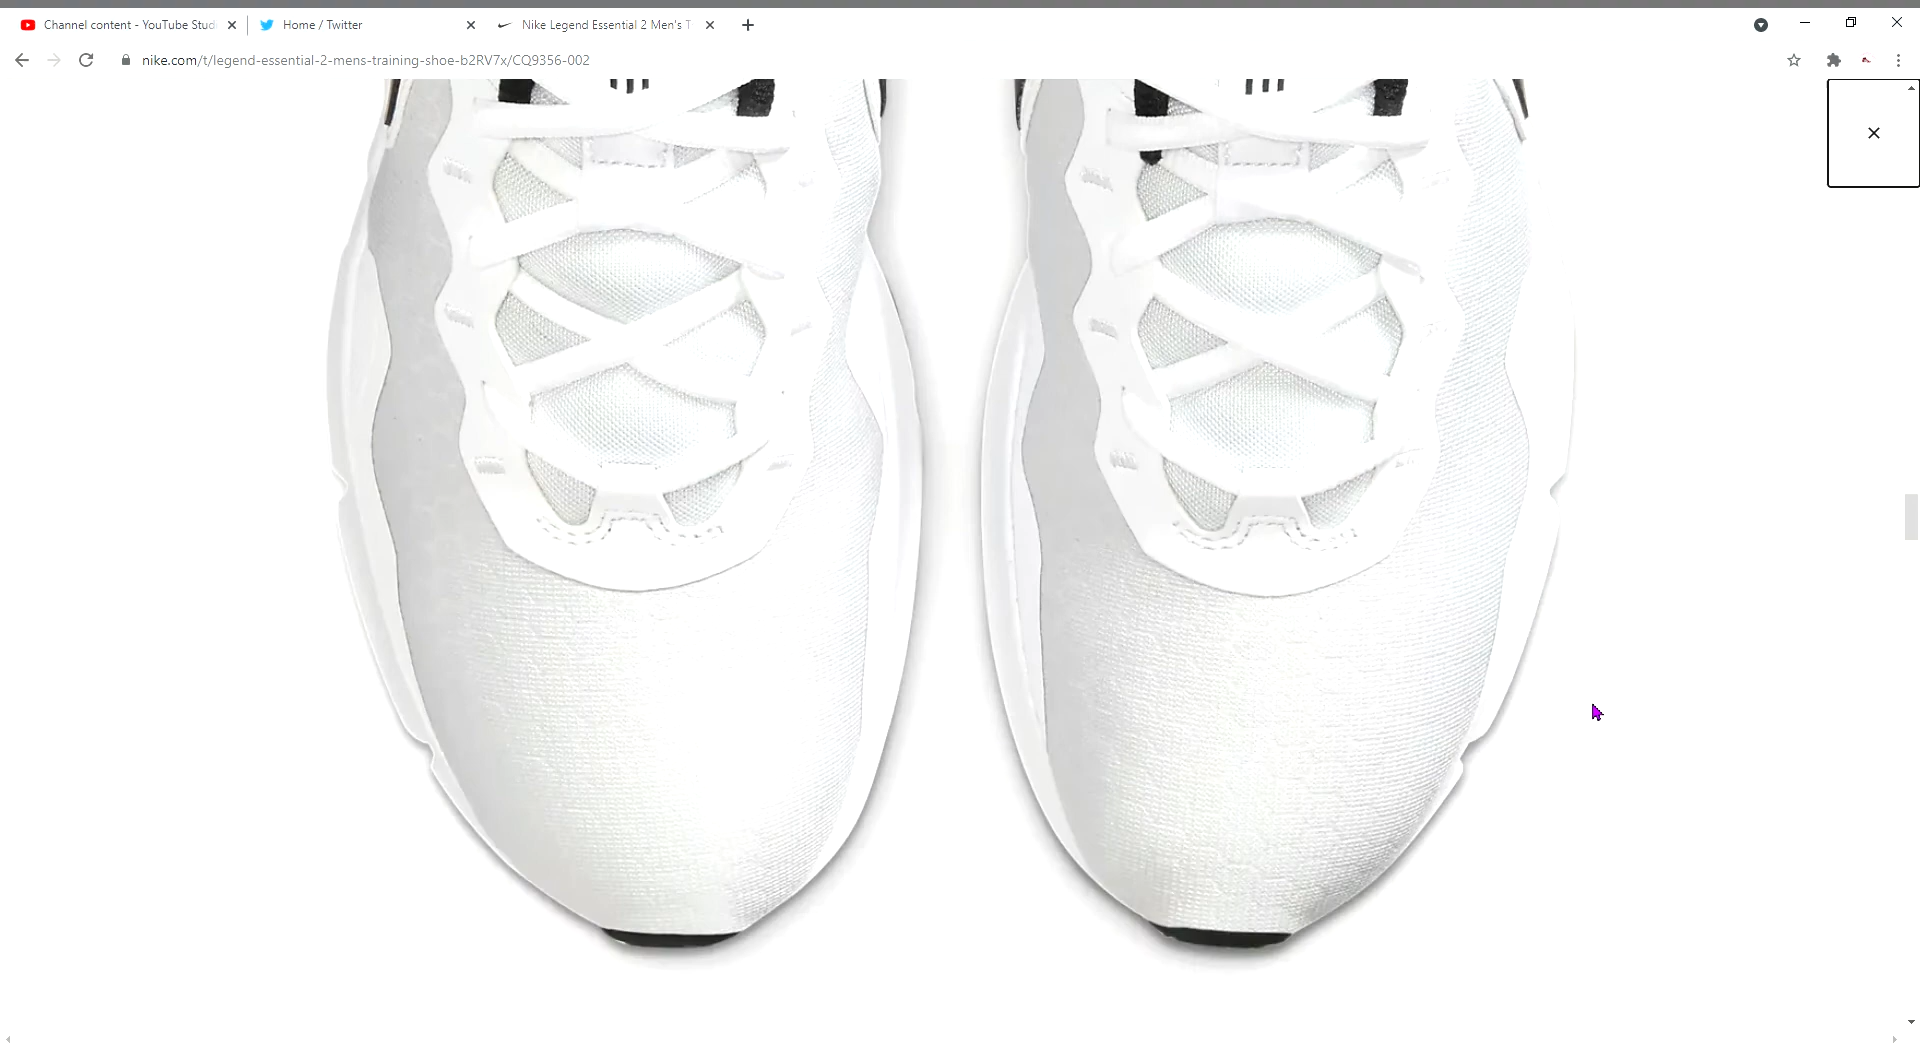 Channel content - YouTube Stud
Home / Twitter
Nike Legend Essential 2 Men's T
nike.com/t/legend-essential-2-mens-training-shoe-b2RV7x/CQ9356-002